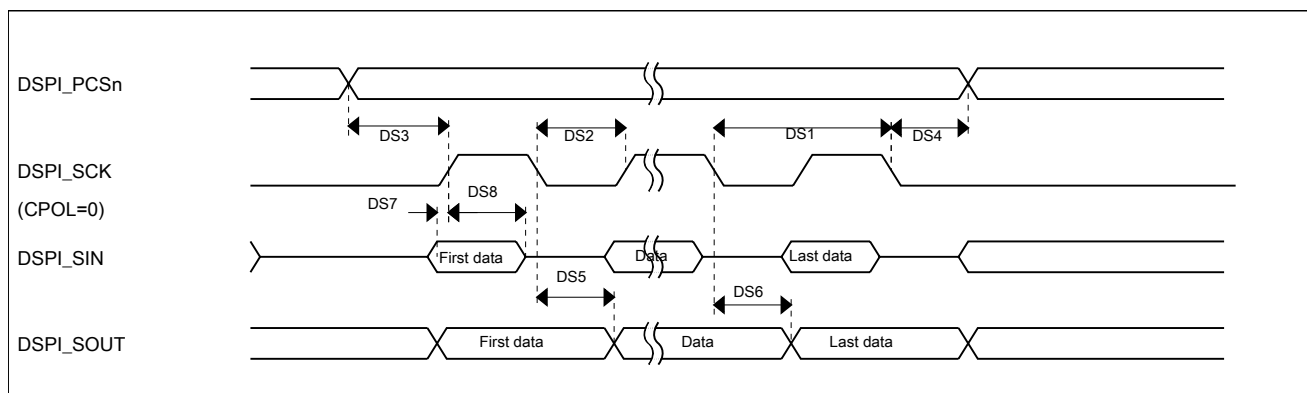 DSPI_PCSn
DS3
DS2
DS1
DS4
DSPI_SCK
(CPOL=0)
DS7
DS8
DSPI_SIN
First data
Data
Last data
DS5
DS6
DSPI_SOUT
First data
Data
Last data